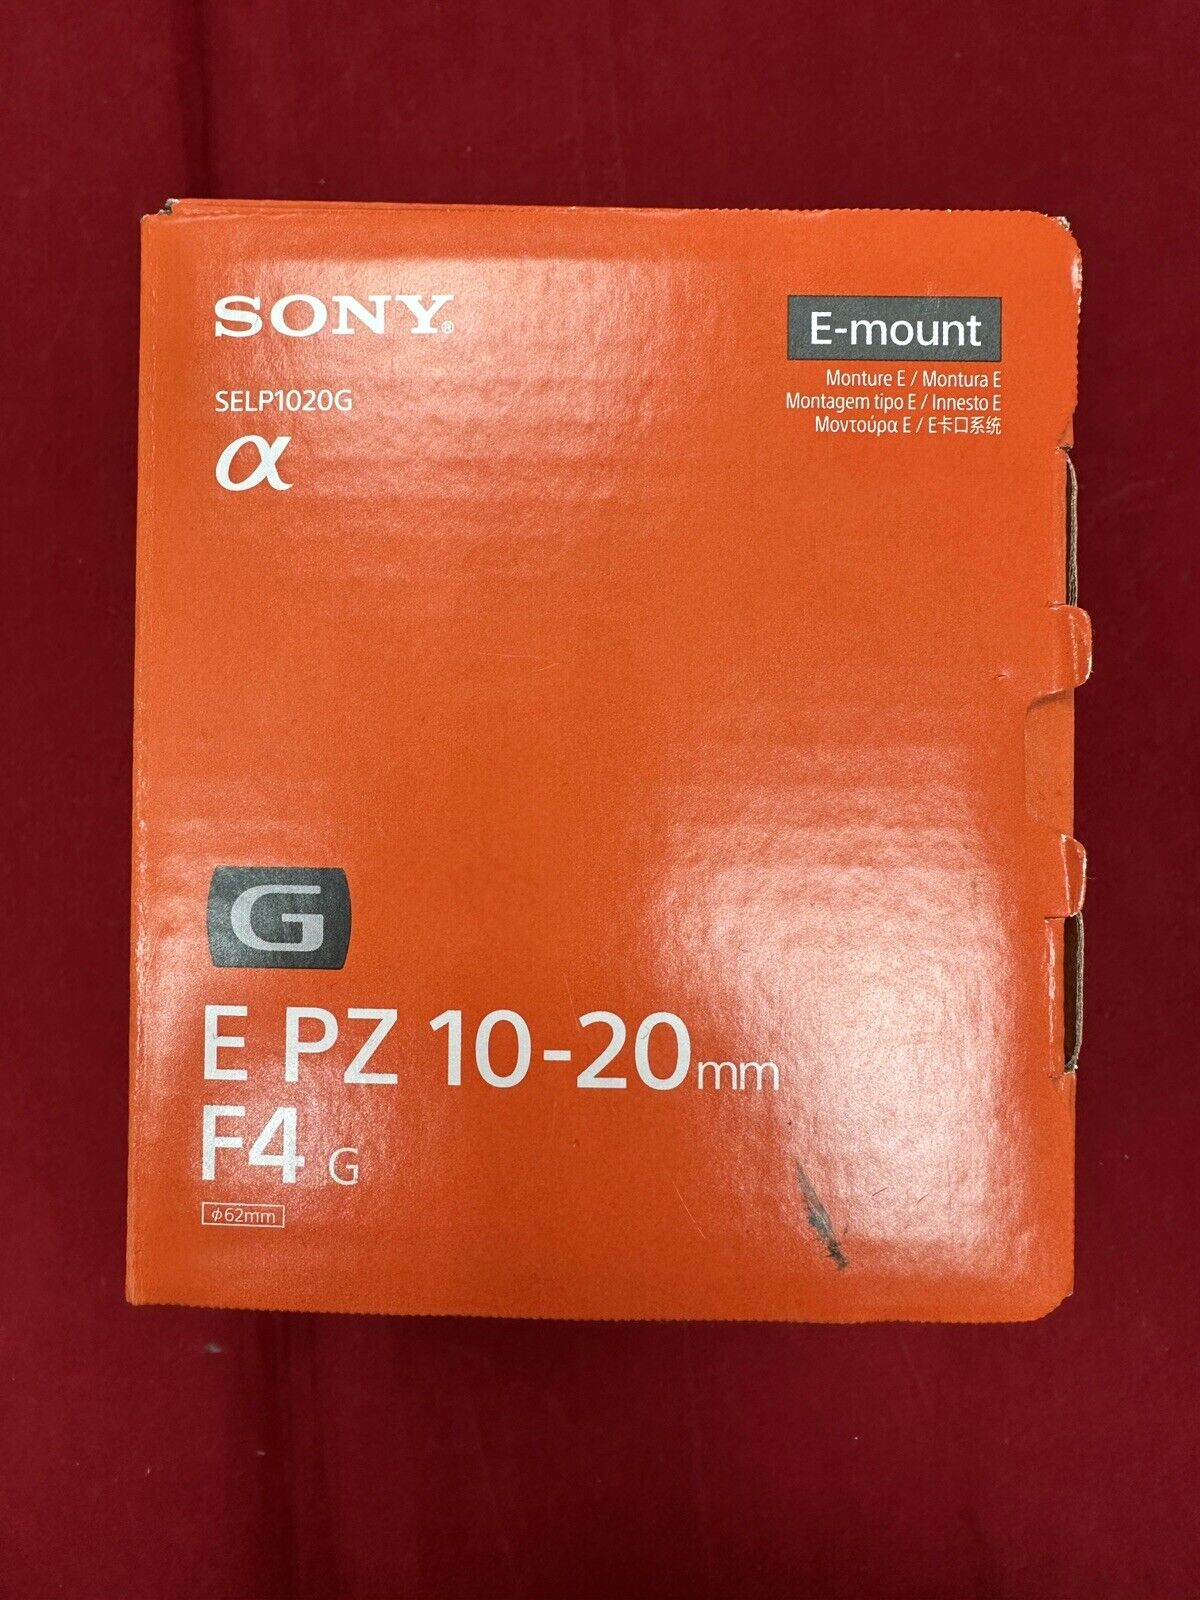 SONY®
E-mount
Monture E / Montura E
Montagem tipo E / Innesto E
Μοντούρα E / E卡口系统
SELP1020G
α
G
E PZ 10-20mm
F4 G
φ62mm